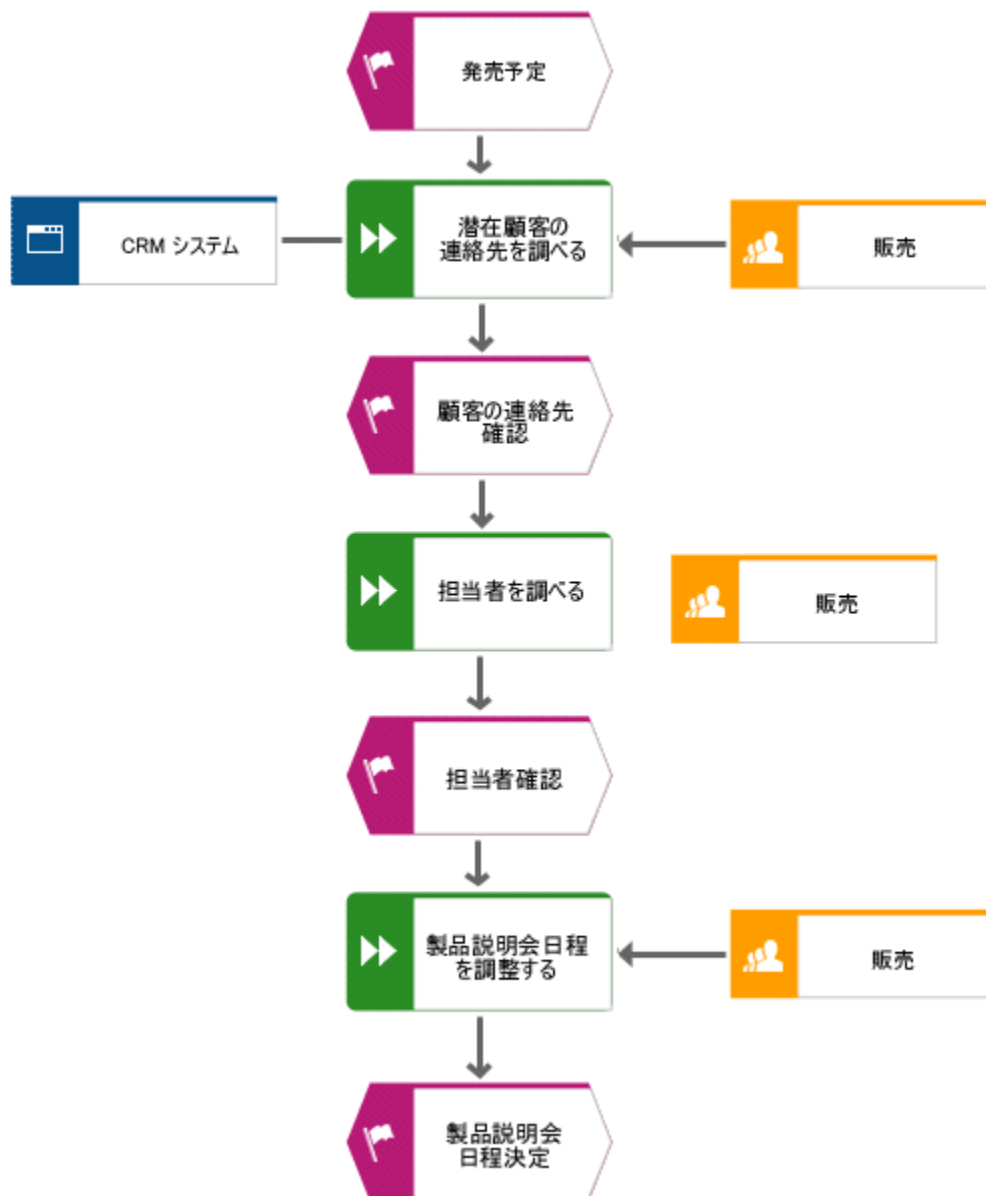 発売予定
CRM システム
潜在顧客の
連絡先を調べる
販売
顧客の連絡先
確認
担当者を調べる
販売
担当者確認
製品説明会日程
を調整する
販売
製品説明会
日程決定